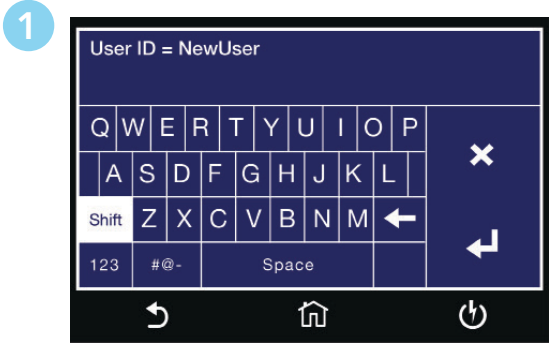 1
User ID = NewUser
Q W E R T Y U I O P
A S D F G H J K L
Shift Z X C V B N M
123 #@- Space